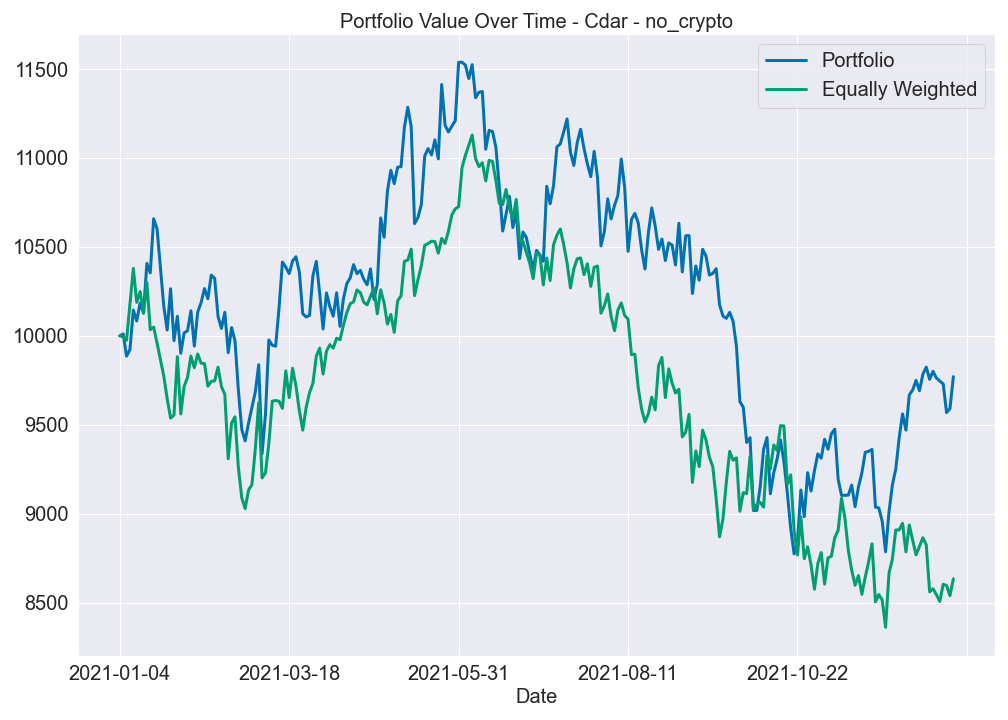 Portfolio Value Over Time - Cdar - no_crypto
Portfolio
Equally Weighted
11500
11000
10500
10000
9500
9000
8500
2021-01-04 2021-03-18 2021-05-31 2021-08-11 2021-10-22
Date